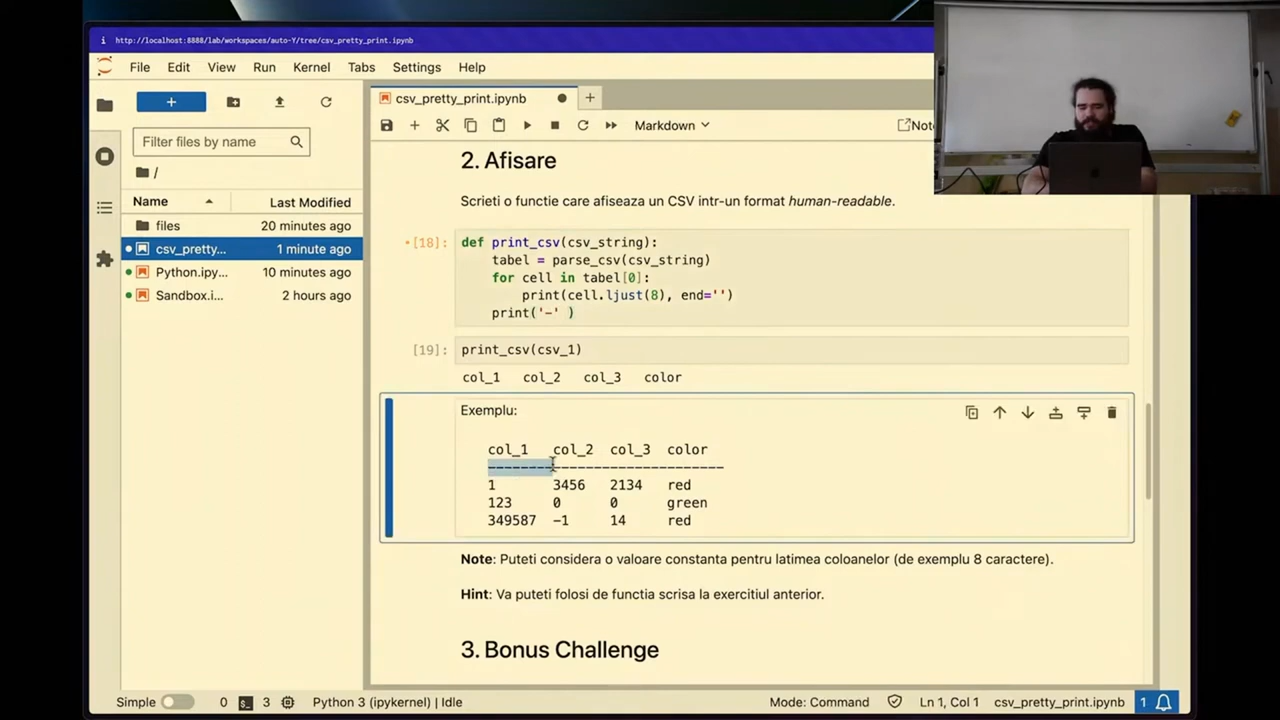 i http://localhost:8888/lab/workspaces/auto-Y/tree/csv_pretty_print.ipynb
File Edit View Run Kernel Tabs Settings Help
csv_pretty_print.ipynb
Filter files by name
Markdown
/
Name Last Modified
files 20 minutes ago
csv_pretty... 1 minute ago
Python.ipy... 10 minutes ago
Sandbox.i... 2 hours ago
2. Afisare
Scrieti o functie care afiseaza un CSV intr-un format human-readable.
[18]: def print_csv(csv_string):
tabel = parse_csv(csv_string)
for cell in tabel[0]:
print(cell.ljust(8), end='')
print('-' )
[19]: print_csv(csv_1)
col_1 col_2 col_3 color
Exemplu:
col_1 col_2 col_3 color
-----------------------------
1 3456 2134 red
123 0 0 green
349587 -1 14 red
Note: Puteti considera o valoare constanta pentru latimea coloanelor (de exemplu 8 caractere).
Hint: Va puteti folosi de functia scrisa la exercitiul anterior.
3. Bonus Challenge
Simple 0 3 Python 3 (ipykernel) | Idle Mode: Command Ln 1, Col 1 csv_pretty_print.ipynb 1